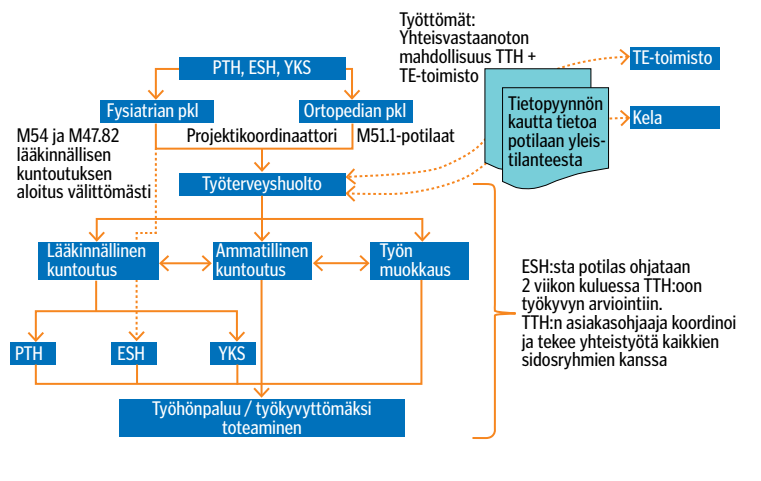 Työttömät:
Yhteisvastaanoton
mahdollisuus TTH +
TE-toimisto
PTH, ESH, YKS
TE-toimisto
Fysiatrian pkl
Ortopedian pkl
Tietopyynnön
kautta tietoa
potilaan yleis-
tilanteesta
Kela
M54 ja M47.82
lääkinnällisen
kuntoutuksen
aloitus välittömästi
Projektikoordinaattori
M51.1-potilaat
Työterveyshuolto
Lääkinnällinen
kuntoutus
Ammatillinen
kuntoutus
Työn
muokkaus
ESH:sta potilas ohjataan
2 viikon kuluessa TTH:oon
työkyvyn arviointiin.
TTH:n asiakasohjaaja koordinoi
ja tekee yhteistyötä kaikkien
sidosryhmien kanssa
PTH
ESH
YKS
Työhönpaluu / työkyvyttömäksi
toteaminen